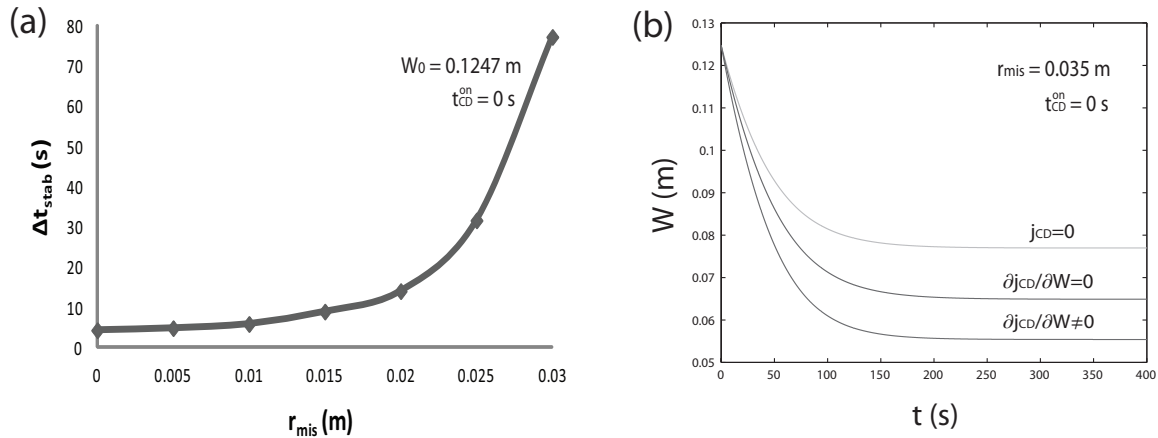 (a)
80
70
60
50
40
30
20
10
0
Δt_stab (s)
W₀ = 0.1247 m
t_CD^on = 0 s
0 0.005 0.01 0.015 0.02 0.025 0.03
r_mis (m)
(b)
0.13
0.12
0.11
0.1
0.09
0.08
0.07
0.06
0.05
W (m)
r_mis = 0.035 m
t_CD^on = 0 s
j_CD=0
∂j_CD/∂W=0
∂j_CD/∂W≠0
0 50 100 150 200 250 300 350 400
t (s)